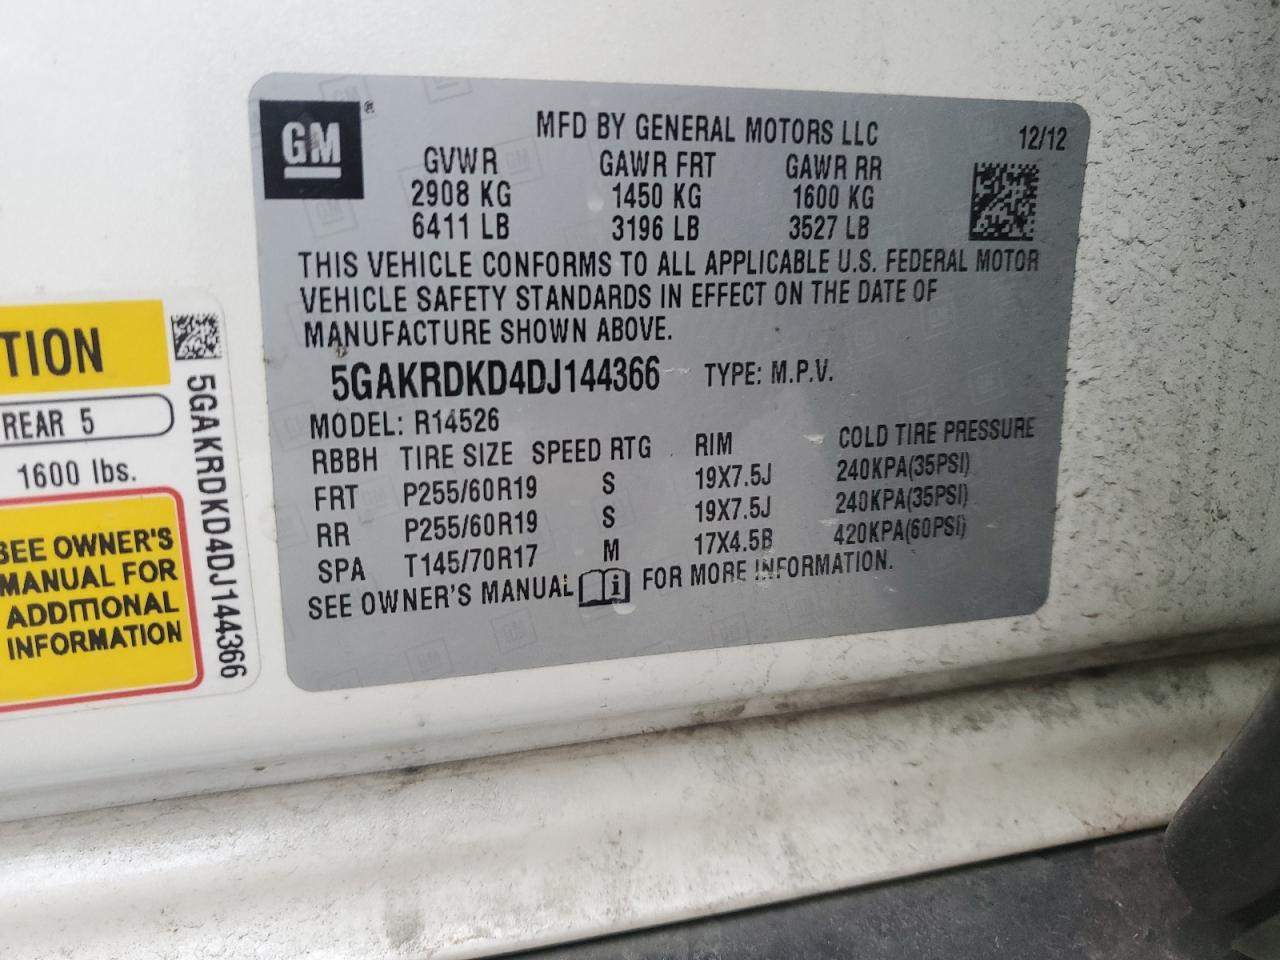 GM
®
MFD BY GENERAL MOTORS LLC 12/12
GVWR GAWR FRT GAWR RR
2908 KG 1450 KG 1600 KG
6411 LB 3196 LB 3527 LB
THIS VEHICLE CONFORMS TO ALL APPLICABLE U.S. FEDERAL MOTOR
VEHICLE SAFETY STANDARDS IN EFFECT ON THE DATE OF
MANUFACTURE SHOWN ABOVE.
5GAKRDKD4DJ144366 TYPE: M.P.V.
MODEL: R14526
RBBH TIRE SIZE SPEED RTG RIM COLD TIRE PRESSURE
FRT P255/60R19 S 19X7.5J 240KPA(35PSI)
RR P255/60R19 S 19X7.5J 240KPA(35PSI)
SPA T145/70R17 M 17X4.5B 420KPA(60PSI)
SEE OWNER'S MANUAL i FOR MORE INFORMATION.
TION
REAR 5
1600 lbs.
SEE OWNER'S
MANUAL FOR
ADDITIONAL
INFORMATION
5GAKRDKD4DJ144366